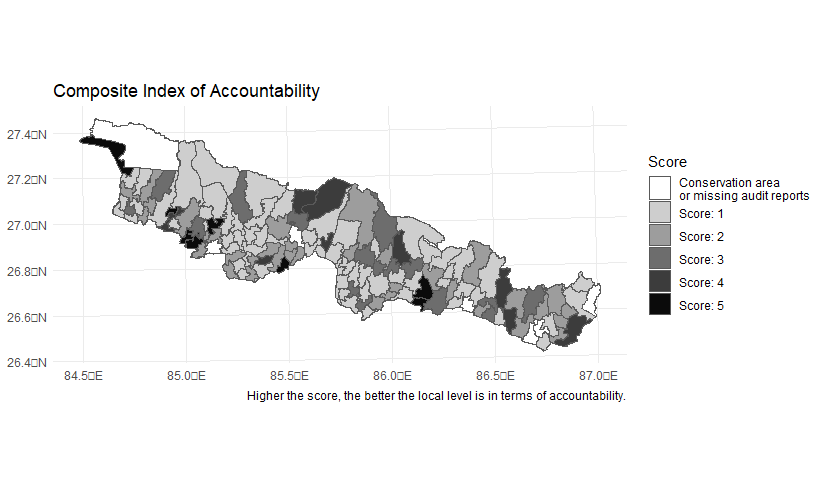 Composite Index of Accountability
27.4□N
27.2□N
27.0□N
26.8□N
26.6□N
26.4□N
84.5□E
85.0□E
85.5□E
86.0□E
86.5□E
87.0□E
Higher the score, the better the local level is in terms of accountability.
Score
Conservation area
or missing audit reports
Score: 1
Score: 2
Score: 3
Score: 4
Score: 5